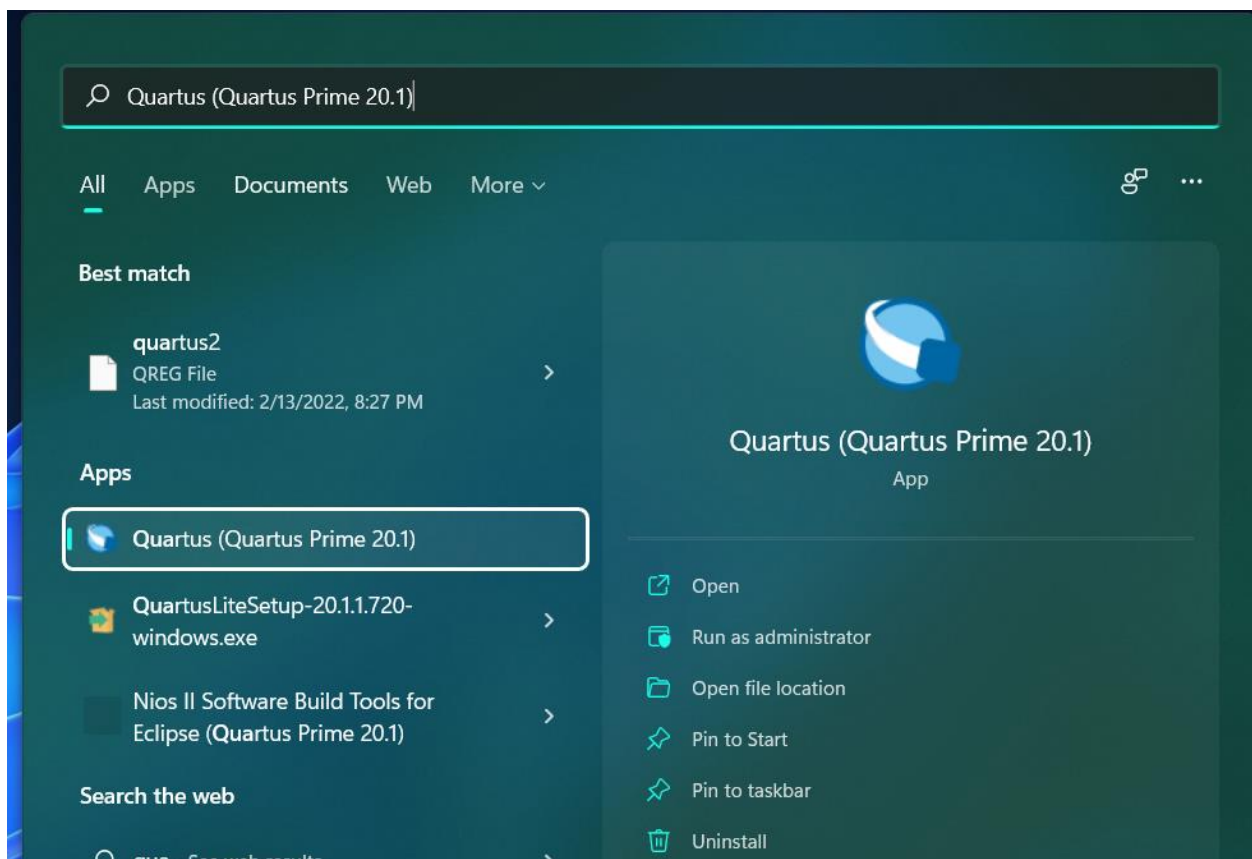 Quartus (Quartus Prime 20.1)
All Apps Documents Web More
Best match
quartus2
QREG File
Last modified: 2/13/2022, 8:27 PM
Apps
Quartus (Quartus Prime 20.1)
QuartusLiteSetup-20.1.1.720-
windows.exe
Nios II Software Build Tools for
Eclipse (Quartus Prime 20.1)
Search the web
Quartus (Quartus Prime 20.1)
App
Open
Run as administrator
Open file location
Pin to Start
Pin to taskbar
Uninstall